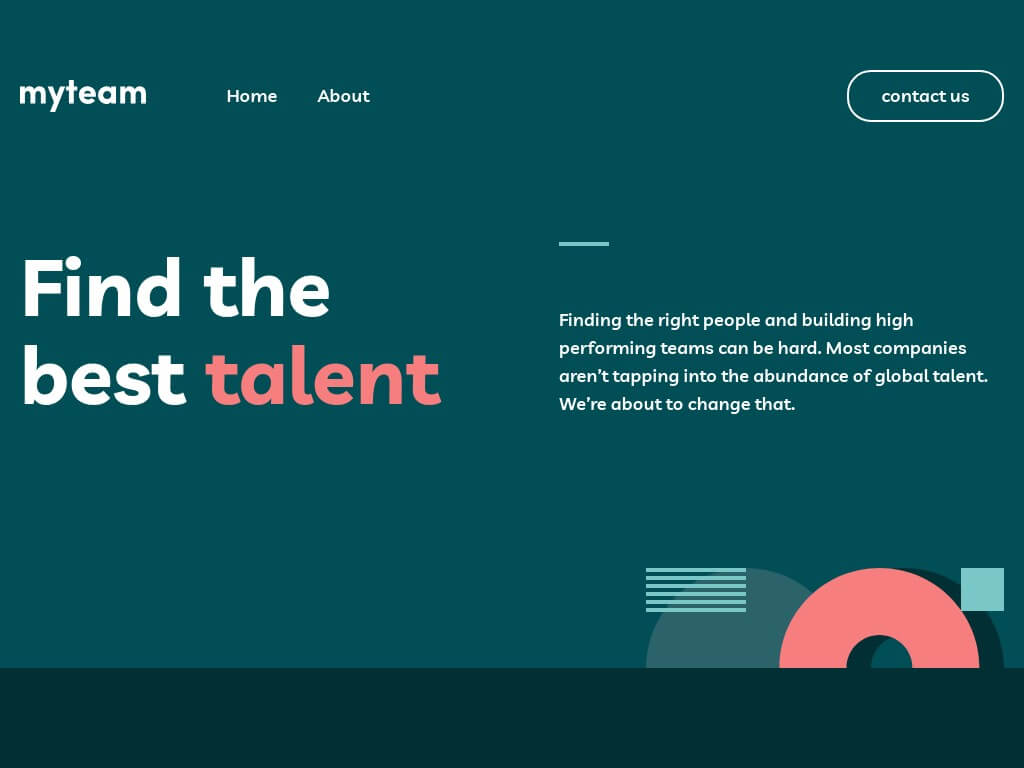 myteam
Home
About
contact us
Find the
best talent
Finding the right people and building high
performing teams can be hard. Most companies
aren’t tapping into the abundance of global talent.
We’re about to change that.